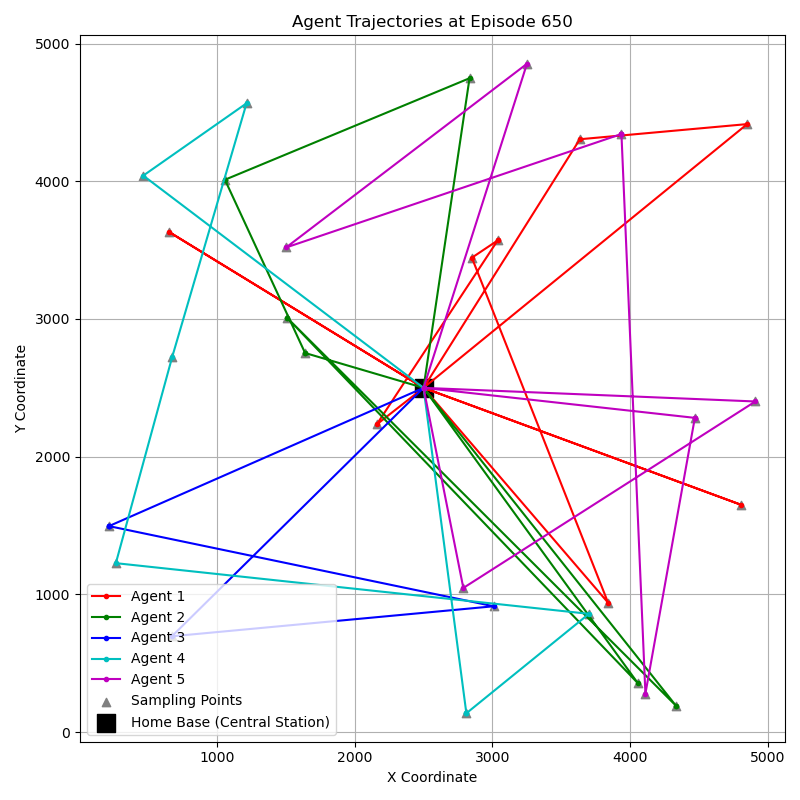 Agent Trajectories at Episode 650
Y Coordinate
5000
4000
3000
2000
1000
0
Agent 1
Agent 2
Agent 3
Agent 4
Agent 5
Sampling Points
Home Base (Central Station)
1000 2000 3000 4000 5000
X Coordinate